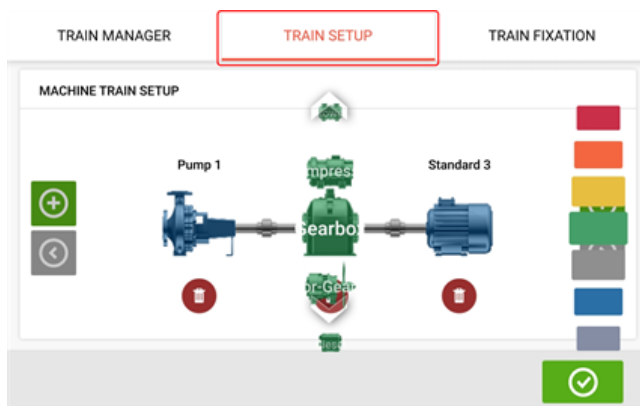 TRAIN MANAGER
TRAIN SETUP
TRAIN FIXATION
MACHINE TRAIN SETUP
Pump 1
Standard 3
Gearbox